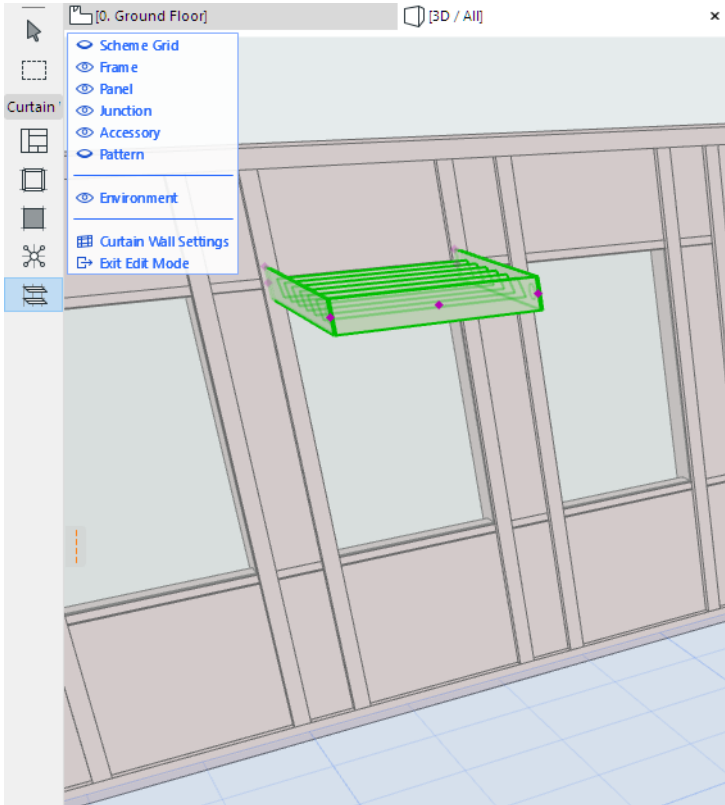 [0. Ground Floor]
[3D / All]
Scheme Grid
Frame
Panel
Curtain
Junction
Accessory
Pattern
Environment
Curtain Wall Settings
Exit Edit Mode